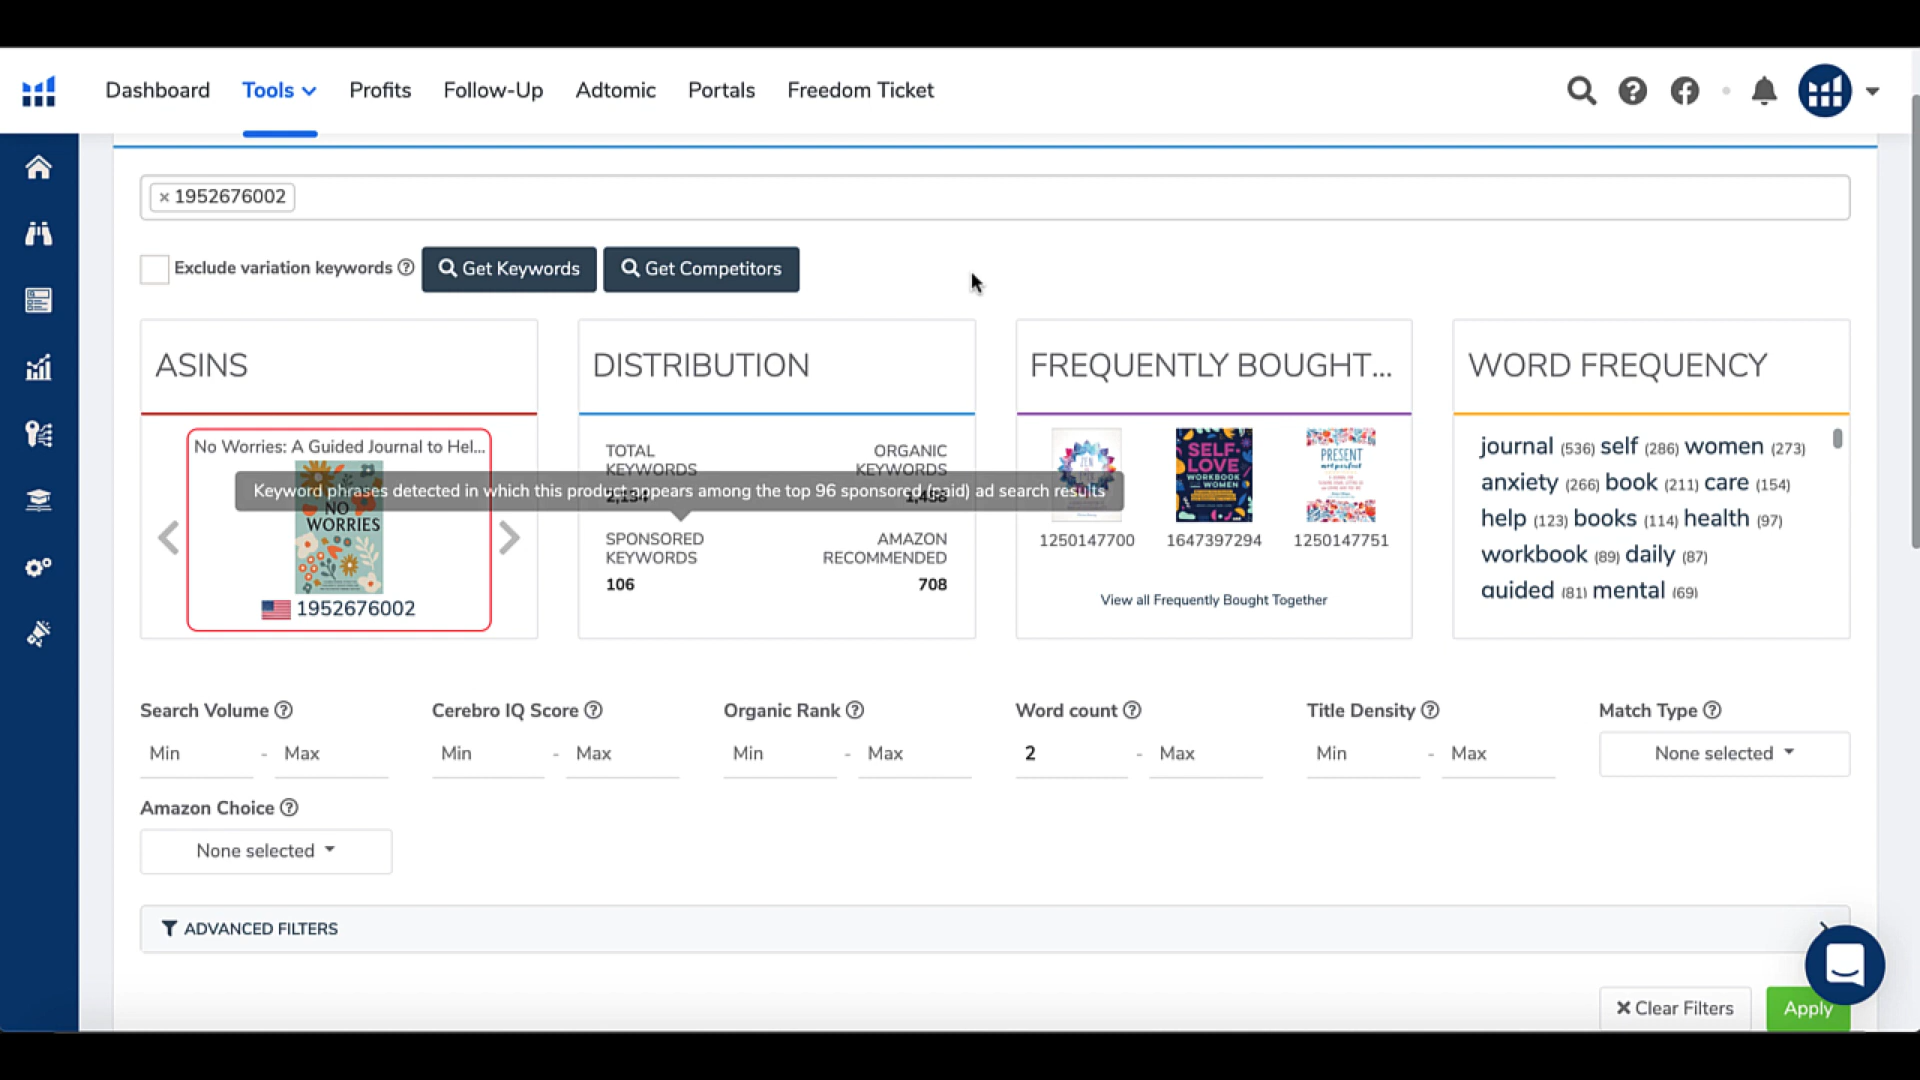 Dashboard Tools Profits Follow-Up Adtomic Portals Freedom Ticket
× 1952676002
Exclude variation keywords Get Keywords Get Competitors
ASINS
No Worries: A Guided Journal to Hel...
NO
WORRIES
1952676002
DISTRIBUTION
TOTAL
KEYWORDS
ORGANIC
KEYWORDS
Keyword phrases detected in which this product appears among the top 96 sponsored (paid) ad search results
SPONSORED
KEYWORDS
106
AMAZON
RECOMMENDED
708
FREQUENTLY BOUGHT...
SELF-
LOVE
WORKBOOK
WOMEN
PRESENT
not perfect
1250147700 1647397294 1250147751
View all Frequently Bought Together
WORD FREQUENCY
journal (536) self (286) women (273)
anxiety (266) book (211) care (154)
help (123) books (114) health (97)
workbook (89) daily (87)
guided (81) mental (69)
Search Volume Cerebro IQ Score Organic Rank Word count Title Density Match Type
Min - Max Min - Max Min - Max 2 - Max Min - Max None selected
Amazon Choice
None selected
ADVANCED FILTERS
Clear Filters Apply